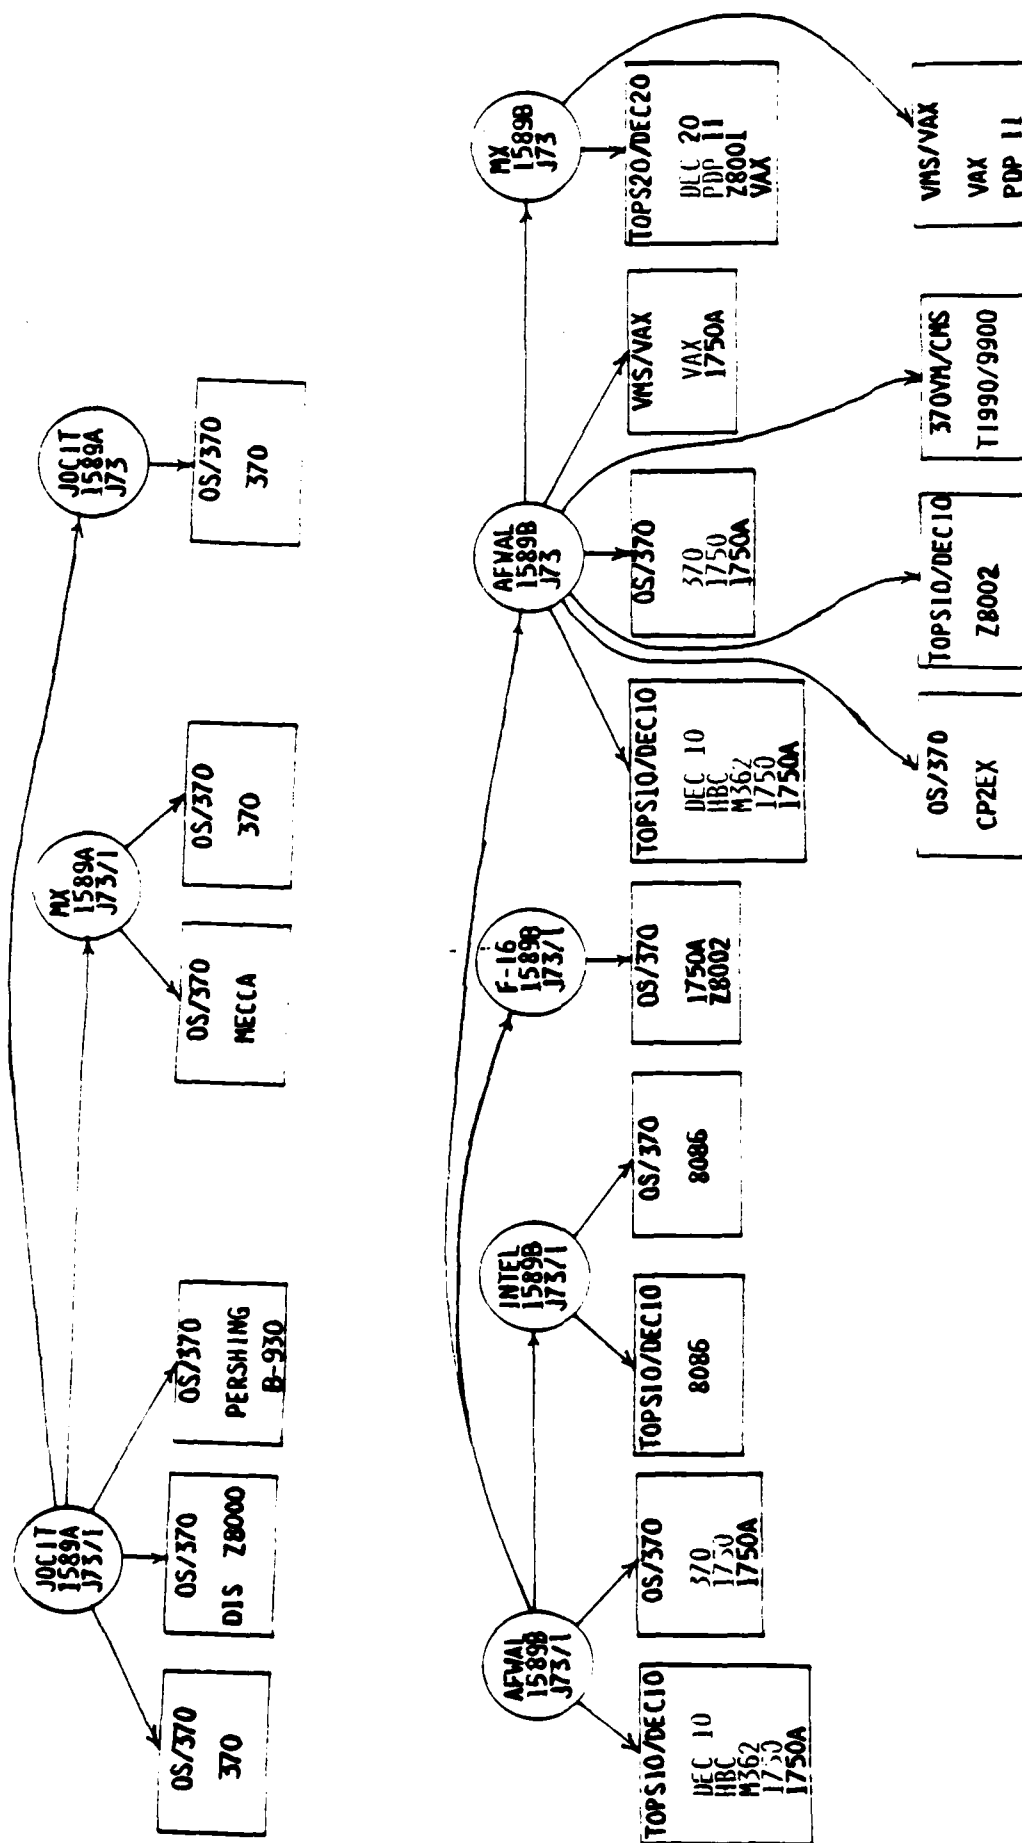 JOCIT
1589A
J73/I
OS/370
370
OS/370
DIS Z8000
OS/370
PERSHING
B-930
MX
1589A
J73/I
OS/370
MECCA
OS/370
370
JOCIT
1589A
J73
OS/370
370
AFWAL
1589B
J73/I
TOPS10/DEC10
DEC 10
HBC
M362
1750
1750A
OS/370
370
1750
1750A
INTEL
1589B
J73/I
TOPS10/DEC10
8086
OS/370
8086
F-16
1589B
J73/I
OS/370
1750A
Z8002
AFWAL
1589B
J73
TOPS10/DEC10
DEC 10
HBC
M362
1750
1750A
OS/370
370
1750
1750A
VMS/VAX
VAX
1750A
MX
1589B
J73
TOPS20/DEC20
DEC 20
PDP 11
Z8001
VAX
OS/370
CP2EX
TOPS10/DEC10
Z8002
370VM/CMS
TI990/9900
VMS/VAX
VAX
PDP 11